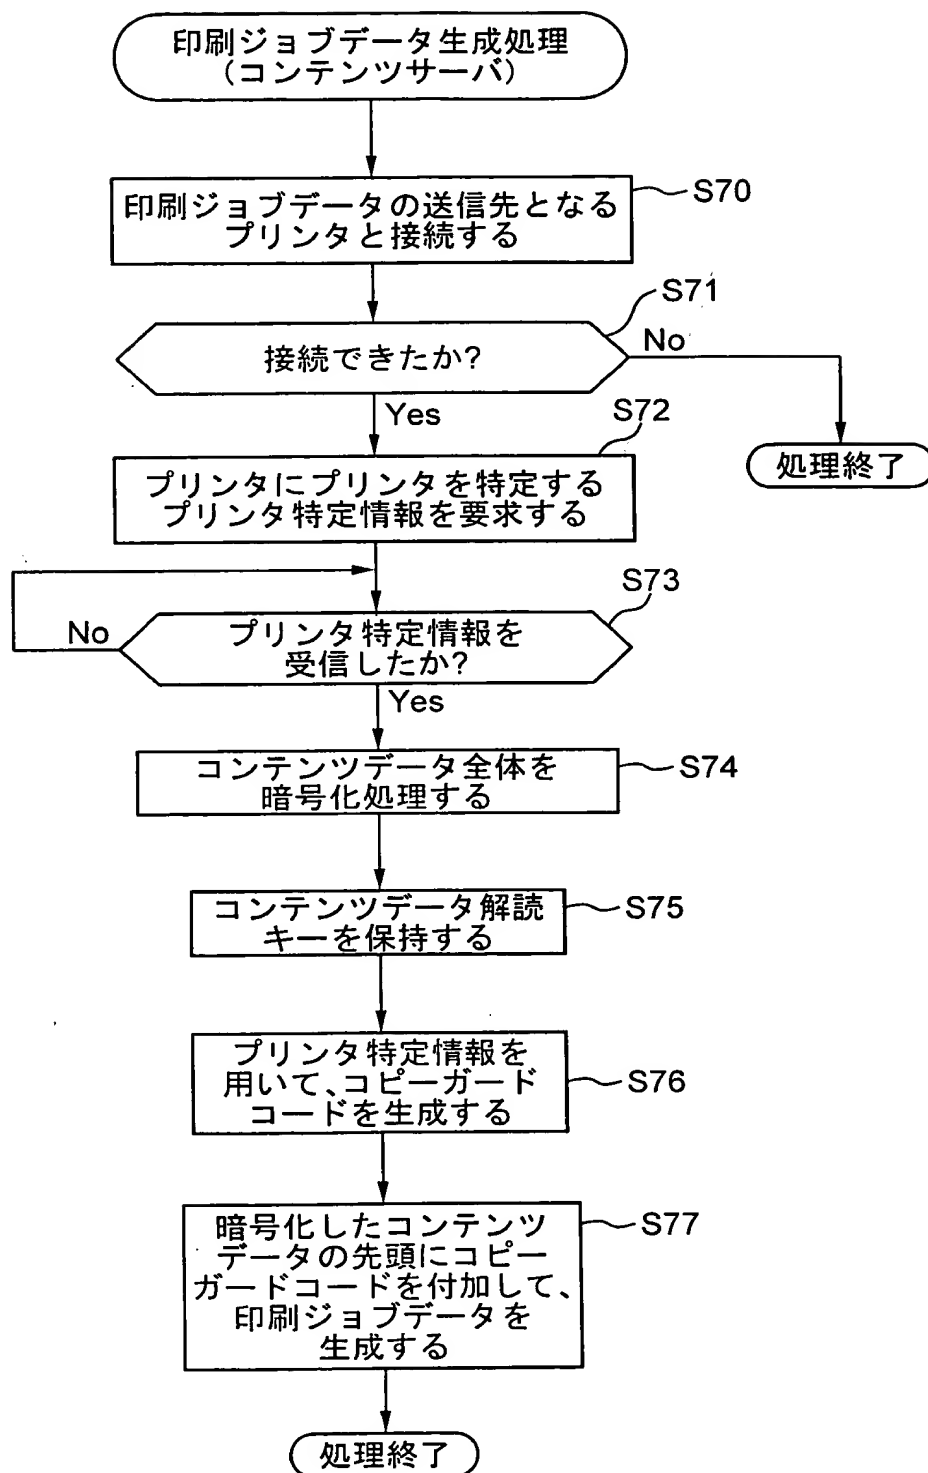 印刷ジョブデータ生成処理
(コンテンツサーバ)
印刷ジョブデータの送信先となる
プリンタと接続する
S70
接続できたか?
S71
No
Yes
処理終了
プリンタにプリンタを特定する
プリンタ特定情報を要求する
S72
プリンタ特定情報を
受信したか?
S73
No
Yes
コンテンツデータ全体を
暗号化処理する
S74
コンテンツデータ解読
キーを保持する
S75
プリンタ特定情報を
用いて、コピーガード
コードを生成する
S76
暗号化したコンテンツ
データの先頭にコピー
ガードコードを付加して、
印刷ジョブデータを
生成する
S77
処理終了